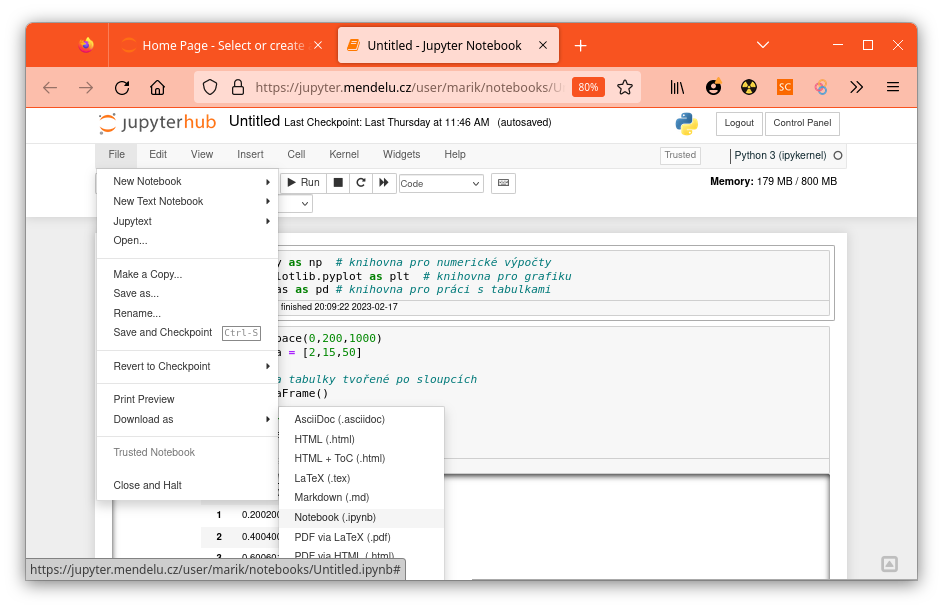 Home Page - Select or create
Untitled - Jupyter Notebook
https://jupyter.mendelu.cz/user/marik/notebooks/U
80%
SC
jupyterhub Untitled Last Checkpoint: Last Thursday at 11:46 AM (autosaved)
Logout Control Panel
File Edit View Insert Cell Kernel Widgets Help
Trusted Python 3 (ipykernel)
Run Code
Memory: 179 MB / 800 MB
New Notebook
New Text Notebook
Jupytext
Open...
Make a Copy...
Save as...
Rename...
Save and Checkpoint Ctrl-S
Revert to Checkpoint
Print Preview
Download as
Trusted Notebook
Close and Halt
y as np # knihovna pro numerické výpočty
lotlib.pyplot as plt # knihovna pro grafiku
as as pd # knihovna pro práci s tabulkami
finished 20:09:22 2023-02-17
pace(0,200,1000)
a = [2,15,50]
a tabulky tvořené po sloupcích
aFrame()
AsciiDoc (.asciidoc)
HTML (.html)
HTML + ToC (.html)
LaTeX (.tex)
Markdown (.md)
Notebook (.ipynb)
PDF via LaTeX (.pdf)
PDF via HTML (.html)
1 0.200200
2 0.400400
3 0.60060
https://jupyter.mendelu.cz/user/marik/notebooks/Untitled.ipynb#